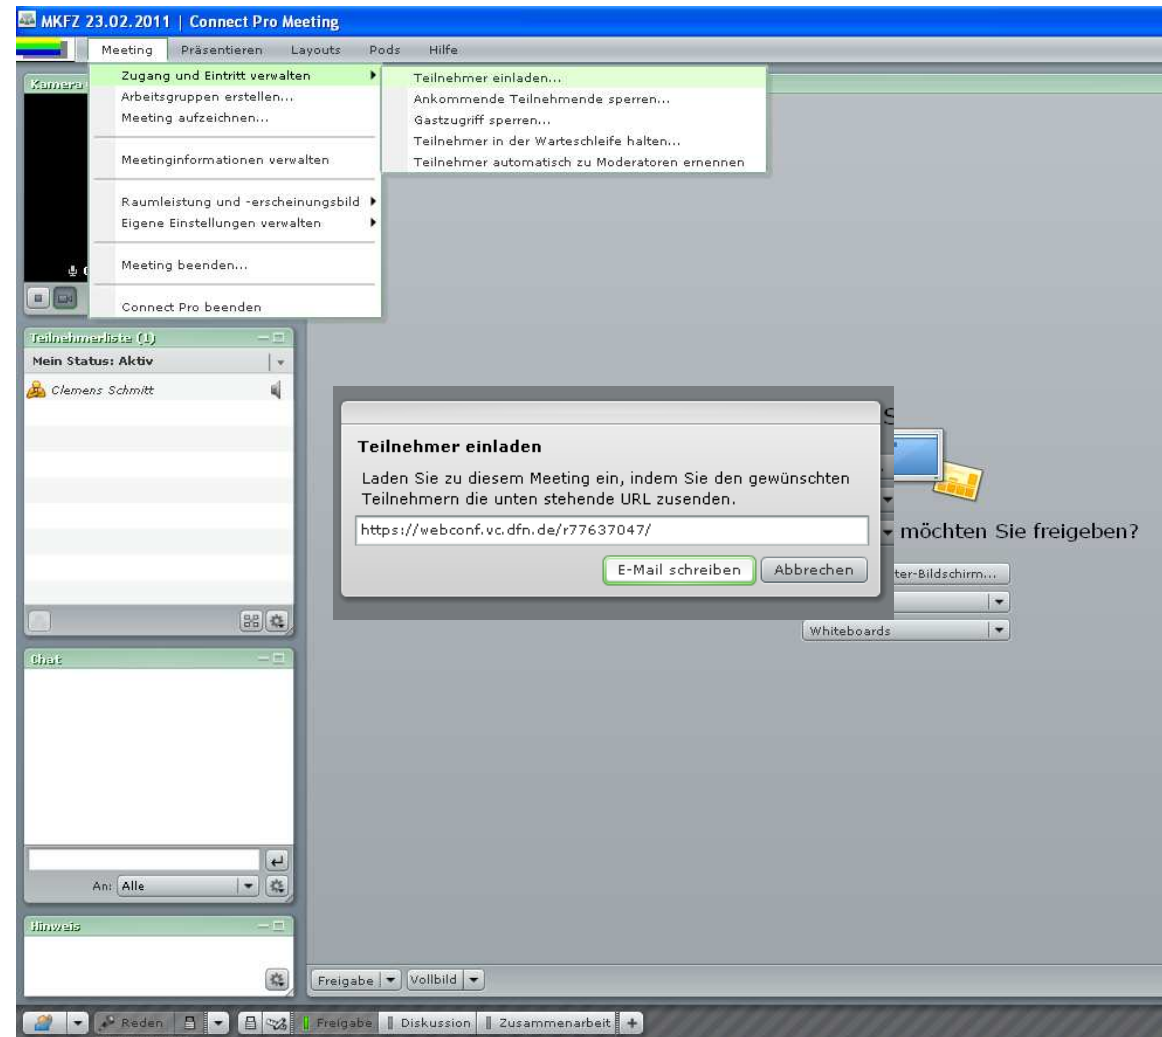 MKFZ 23.02.2011 | Connect Pro Meeting
Meeting Präsentieren Layouts Pods Hilfe
Kamera
Zugang und Eintritt verwalten
Arbeitsgruppen erstellen...
Meeting aufzeichnen...
Meetinginformationen verwalten
Raumleistung und -erscheinungsbild
Eigene Einstellungen verwalten
Meeting beenden...
Connect Pro beenden
Teilnehmer einladen...
Ankommende Teilnehmende sperren...
Gastzugriff sperren...
Teilnehmer in der Warteschleife halten...
Teilnehmer automatisch zu Moderatoren ernennen
Teilnehmerliste (1)
Mein Status: Aktiv
Clemens Schmitt
Teilnehmer einladen
Laden Sie zu diesem Meeting ein, indem Sie den gewünschten
Teilnehmern die unten stehende URL zusenden.
https://webconf.vc.dfn.de/r77637047/
E-Mail schreiben Abbrechen
möchten Sie freigeben?
ter-Bildschirm...
Whiteboards
Chat
An: Alle
Hinweis
Freigabe Vollbild
Reden Freigabe Diskussion Zusammenarbeit +